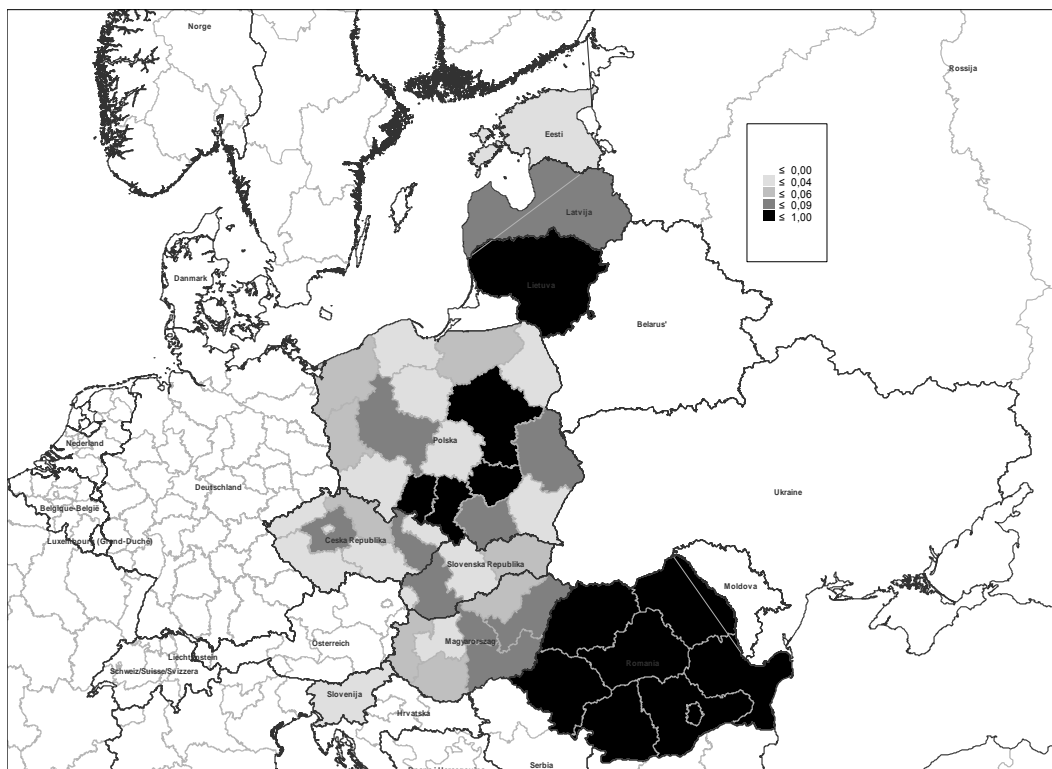 Norge
Rossija
Eesti
≤ 0,00
≤ 0,04
≤ 0,06
≤ 0,09
≤ 1,00
Latvija
Danmark
Lietuva
Belarus'
Nederland
Polska
Deutschland
Ukraine
Belgique-België
Luxembourg (Grand-Duché)
Ceska Republika
Slovenska Republika
Moldova
Österreich
Magyarorszag
Liechtenstein
Schweiz/Suisse/Svizzera
Romania
Slovenija
Hrvatska
Serbia